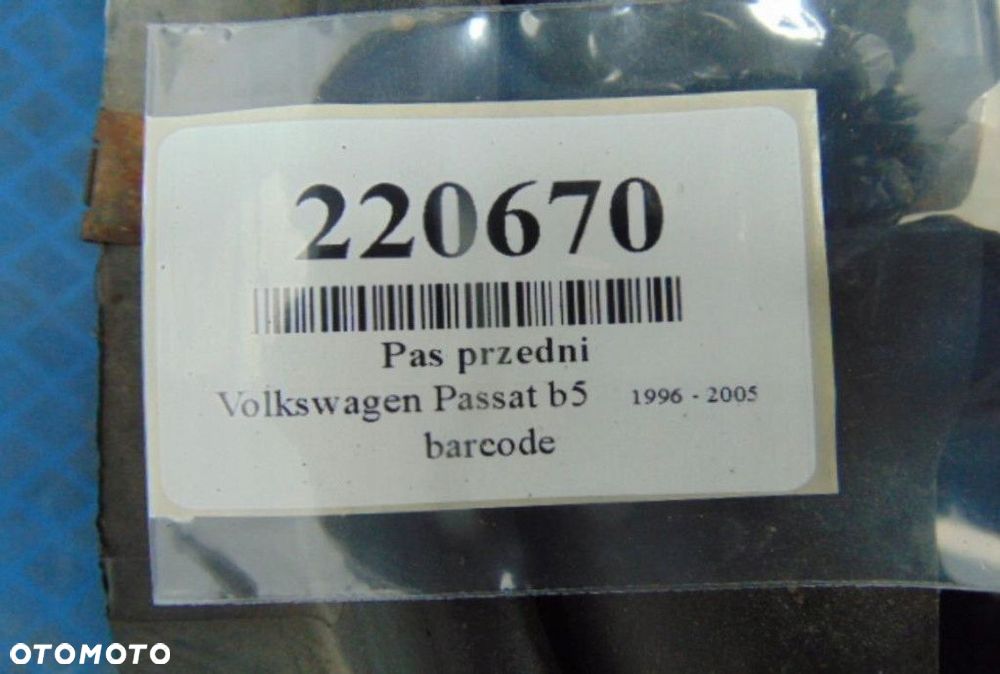 220670
Pas przedni
Volkswagen Passat b5 1996 - 2005
barcode
OTOMOTO